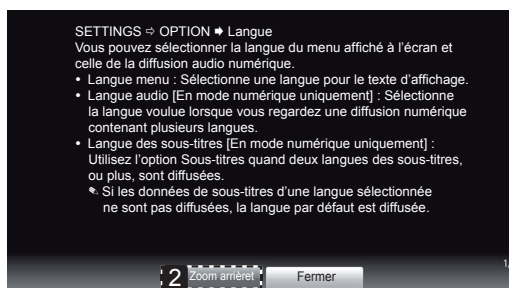 SETTINGS ⇨ OPTION ➧ Langue
Vous pouvez sélectionner la langue du menu affiché à l'écran et
celle de la diffusion audio numérique.
• Langue menu : Sélectionne une langue pour le texte d'affichage.
• Langue audio [En mode numérique uniquement] : Sélectionne
la langue voulue lorsque vous regardez une diffusion numérique
contenant plusieurs langues.
• Langue des sous-titres [En mode numérique uniquement] :
Utilisez l'option Sous-titres quand deux langues des sous-titres,
ou plus, sont diffusées.
✎ Si les données de sous-titres d'une langue sélectionnée
ne sont pas diffusées, la langue par défaut est diffusée.
1/
2 Zoom arrièret Fermer